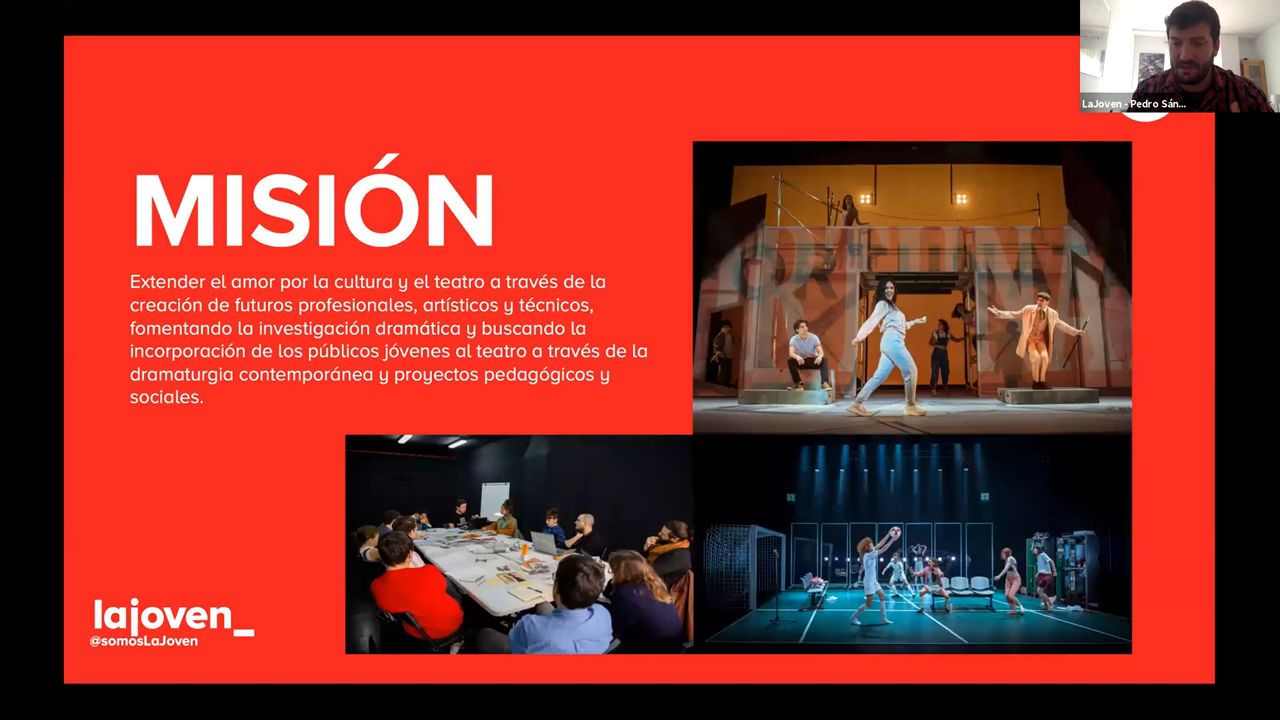 LaJoven - Pedro Sán...
MISIÓN
Extender el amor por la cultura y el teatro a través de la
creación de futuros profesionales, artísticos y técnicos,
fomentando la investigación dramática y buscando la
incorporación de los públicos jóvenes al teatro a través de la
dramaturgia contemporánea y proyectos pedagógicos y
sociales.
lajoven_
@somosLaJoven